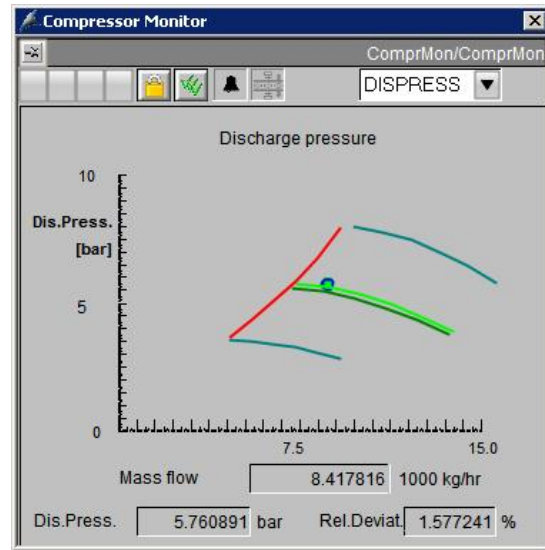 Compressor Monitor
ComprMon/ComprMon
DISPRESS
Discharge pressure
10
Dis.Press.
[bar]
5
0
7.5 15.0
Mass flow 8.417816 1000 kg/hr
Dis.Press. 5.760891 bar Rel.Deviat. 1.577241 %